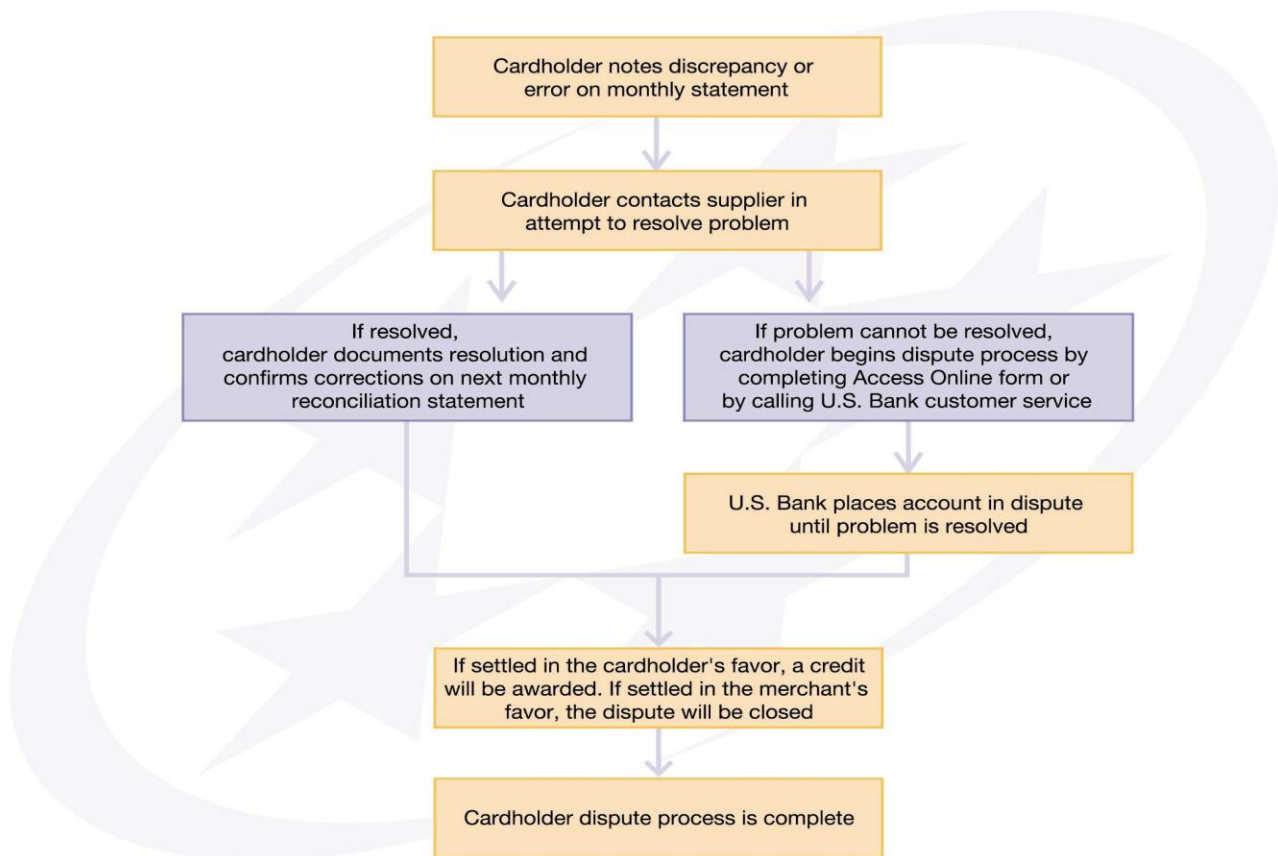 Cardholder notes discrepancy or
error on monthly statement
Cardholder contacts supplier in
attempt to resolve problem
If resolved,
cardholder documents resolution and
confirms corrections on next monthly
reconciliation statement
If problem cannot be resolved,
cardholder begins dispute process by
completing Access Online form or
by calling U.S. Bank customer service
U.S. Bank places account in dispute
until problem is resolved
If settled in the cardholder's favor, a credit
will be awarded. If settled in the merchant's
favor, the dispute will be closed
Cardholder dispute process is complete